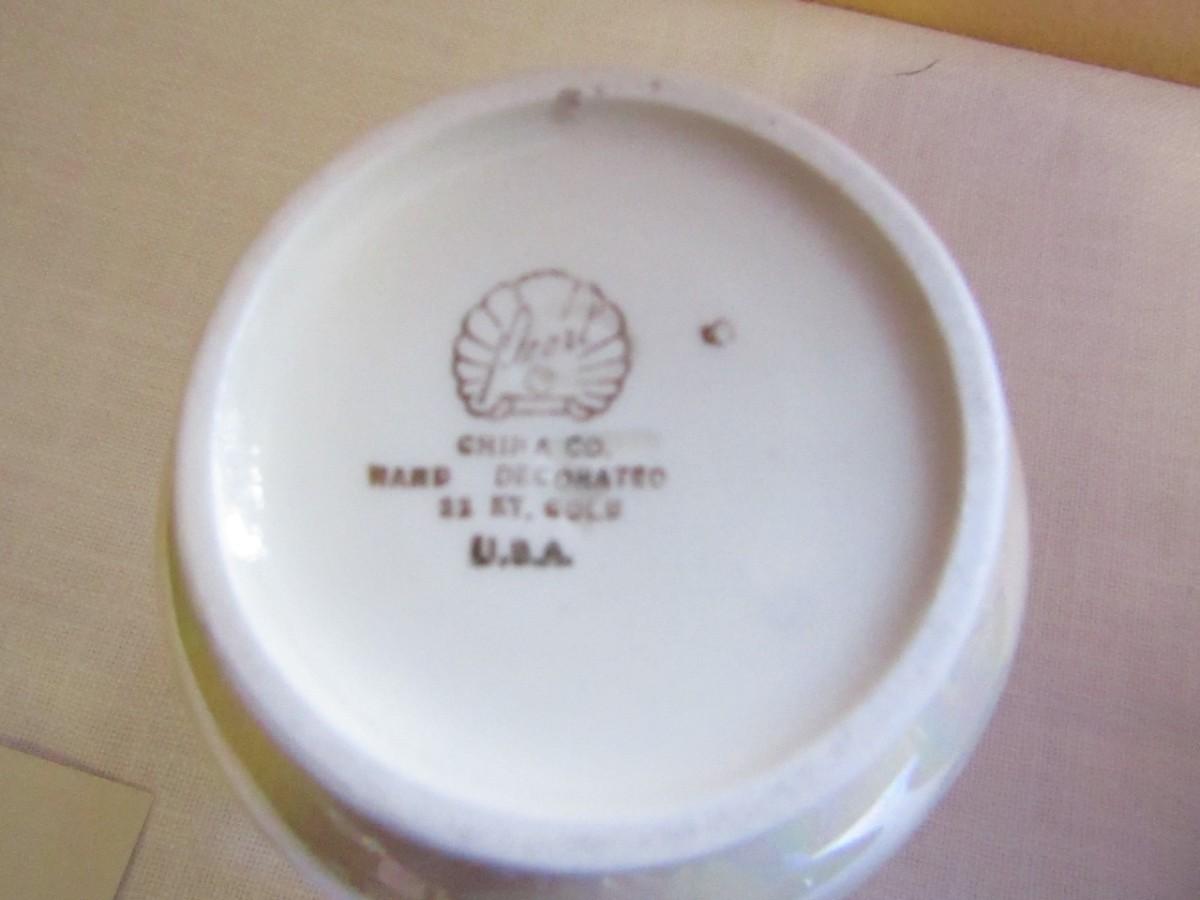 Pearl
CHINA CO.
HAND DECORATED
22 KT. GOLD
U.S.A.